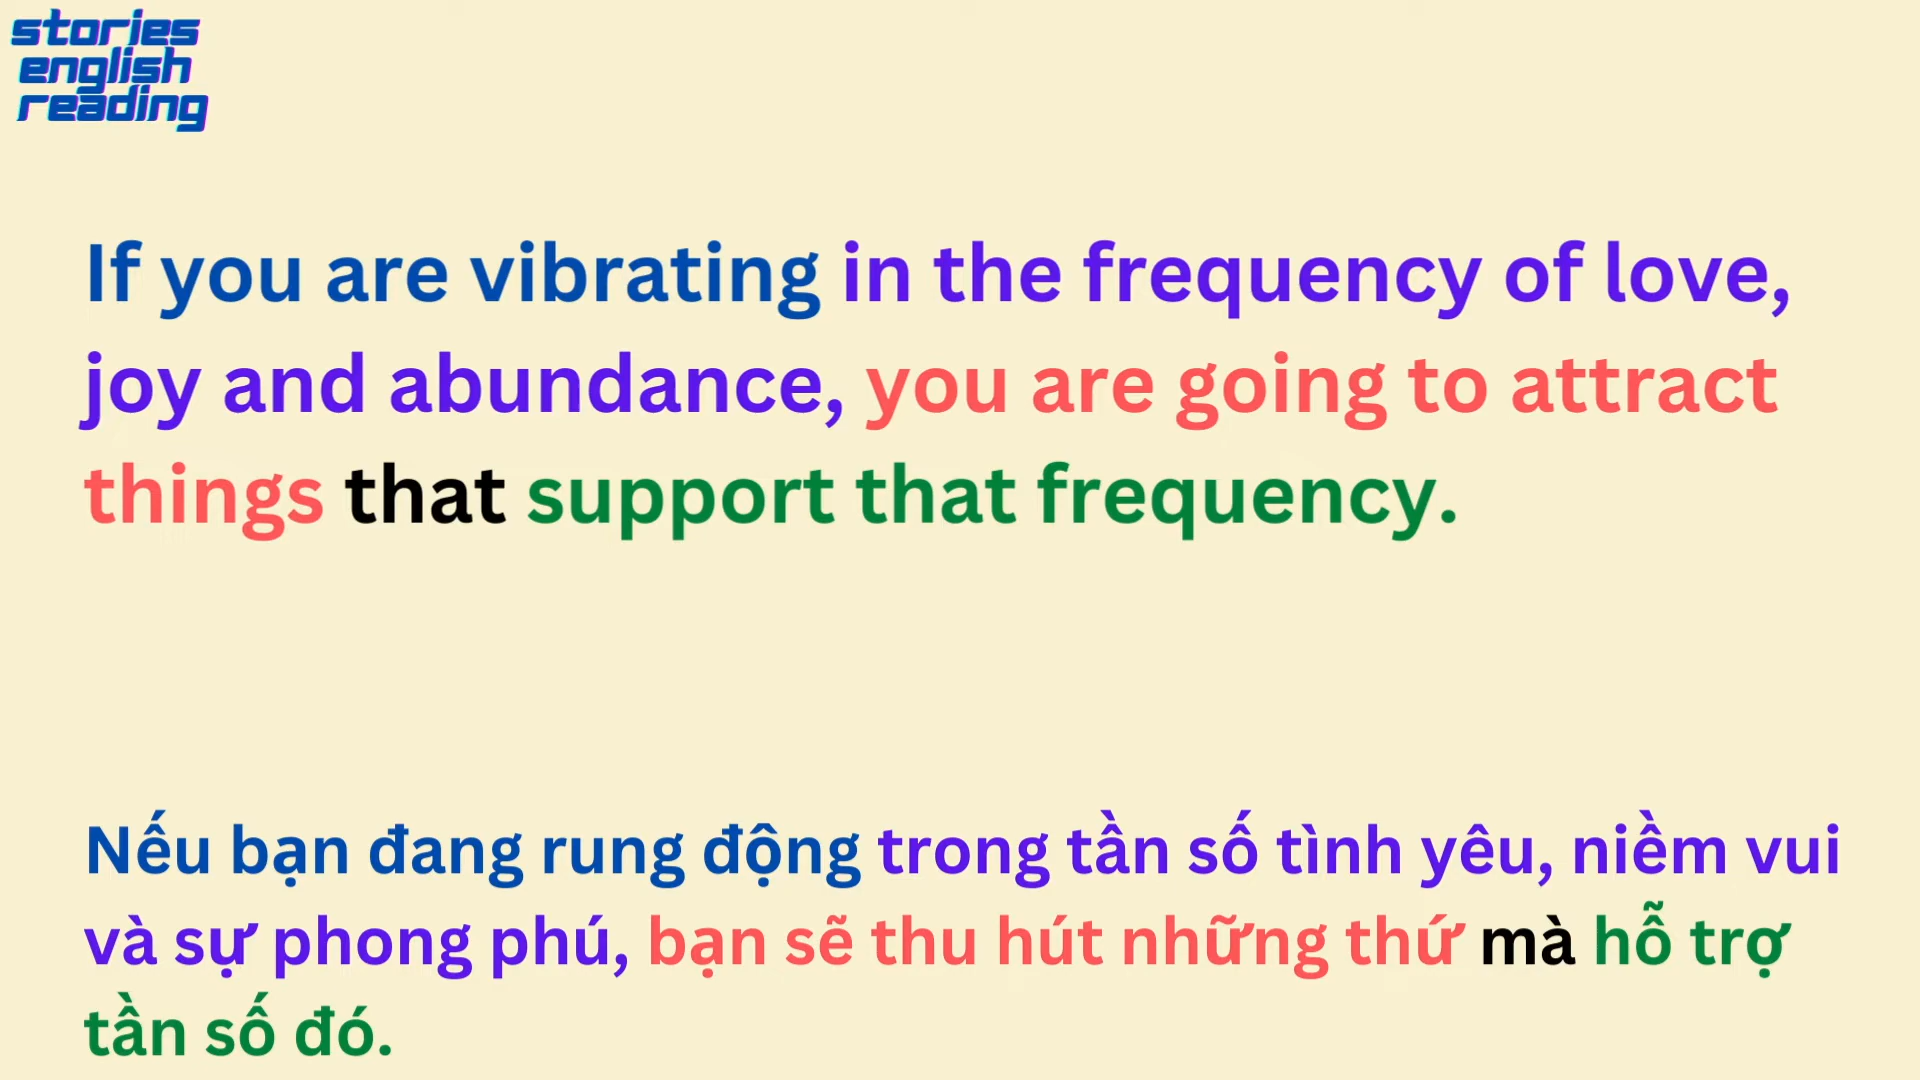 stories
english
reading
If you are vibrating in the frequency of love,
joy and abundance, you are going to attract
things that support that frequency.
Nếu bạn đang rung động trong tần số tình yêu, niềm vui
và sự phong phú, bạn sẽ thu hút những thứ mà hỗ trợ
tần số đó.